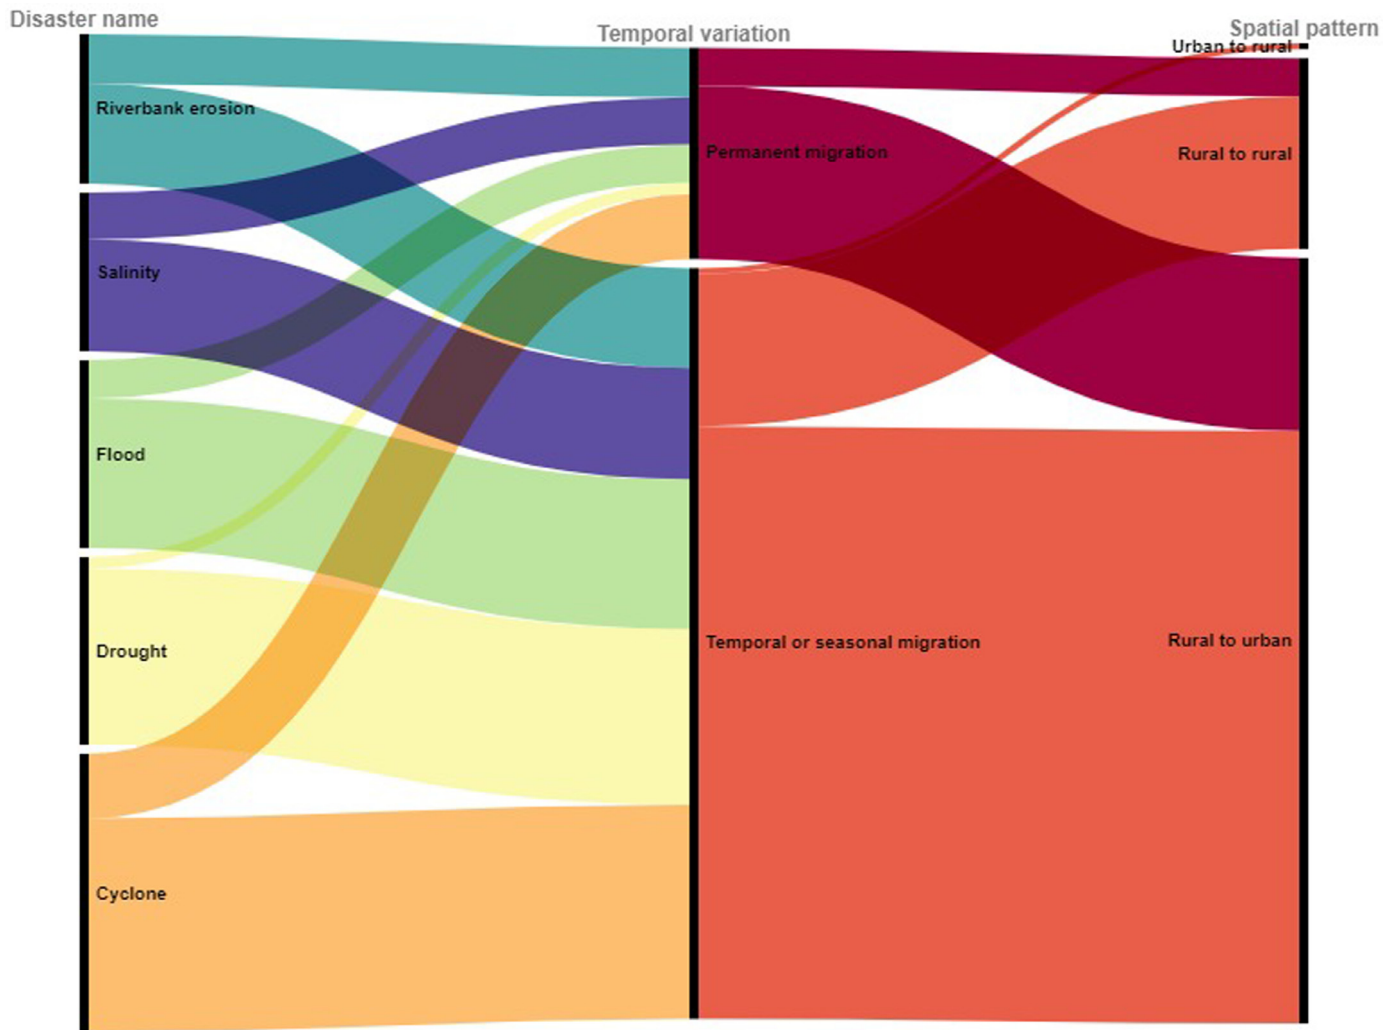 Disaster name
Temporal variation
Spatial pattern
Urban to rural
Riverbank erosion
Permanent migration
Rural to rural
Salinity
Flood
Temporal or seasonal migration
Rural to urban
Drought
Cyclone